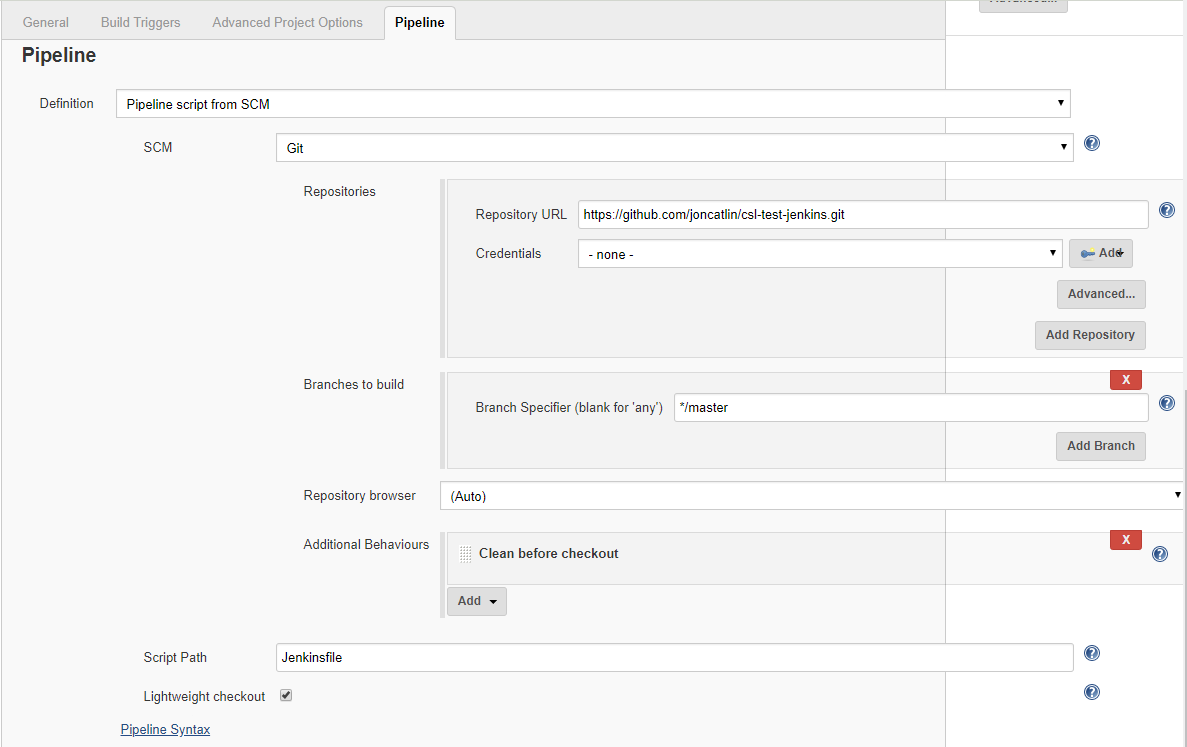 General Build Triggers Advanced Project Options Pipeline
Pipeline
Definition Pipeline script from SCM
SCM Git
Repositories
Repository URL https://github.com/joncatlin/csl-test-jenkins.git
Credentials - none - Add
Advanced...
Add Repository
Branches to build X
Branch Specifier (blank for 'any') */master
Add Branch
Repository browser (Auto)
Additional Behaviours X
Clean before checkout
Add
Script Path Jenkinsfile
Lightweight checkout
Pipeline Syntax